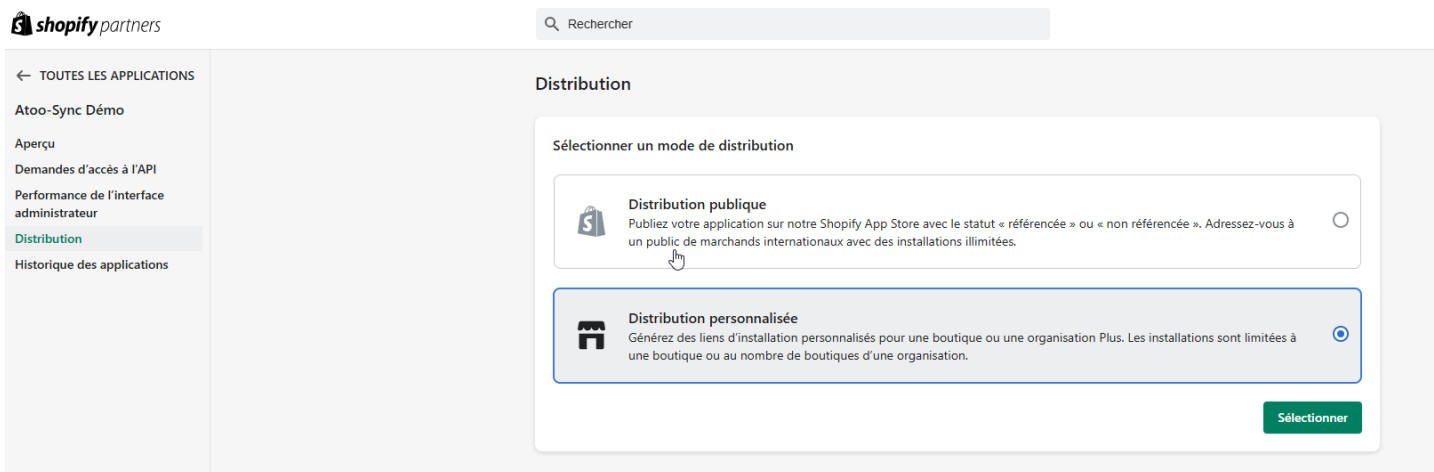 shopify partners
Rechercher
TOUTES LES APPLICATIONS
Atoo-Sync Démo
Aperçu
Demandes d'accès à l'API
Performance de l'interface
administrateur
Distribution
Historique des applications
Distribution
Sélectionner un mode de distribution
Distribution publique
Publiez votre application sur notre Shopify App Store avec le statut « référencée » ou « non référencée ». Adressez-vous à
un public de marchands internationaux avec des installations illimitées.
Distribution personnalisée
Générez des liens d'installation personnalisés pour une boutique ou une organisation Plus. Les installations sont limitées à
une boutique ou au nombre de boutiques d'une organisation.
Sélectionner